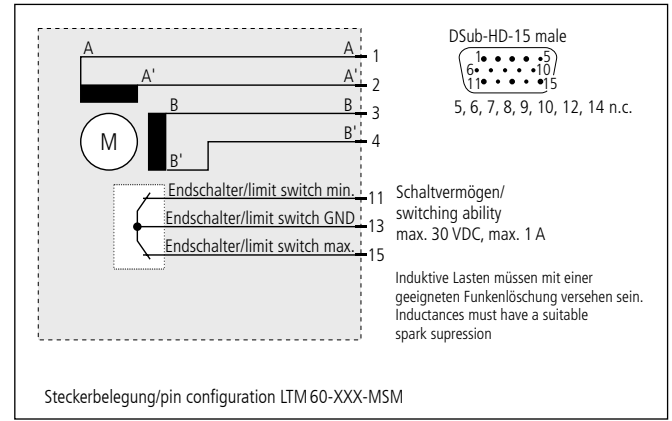 DSub-HD-15 male
1 5
6 10
11 15
5, 6, 7, 8, 9, 10, 12, 14 n.c.
A A 1
A' A' 2
B B 3
B' 4
M
B'
Endschalter/limit switch min. 11
Endschalter/limit switch GND 13
Endschalter/limit switch max. 15
Schaltvermögen/
switching ability
max. 30 VDC, max. 1 A
Induktive Lasten müssen mit einer
geeigneten Funkenlöschung versehen sein.
Inductances must have a suitable
spark supression
Steckerbelegung/pin configuration LTM 60-XXX-MSM